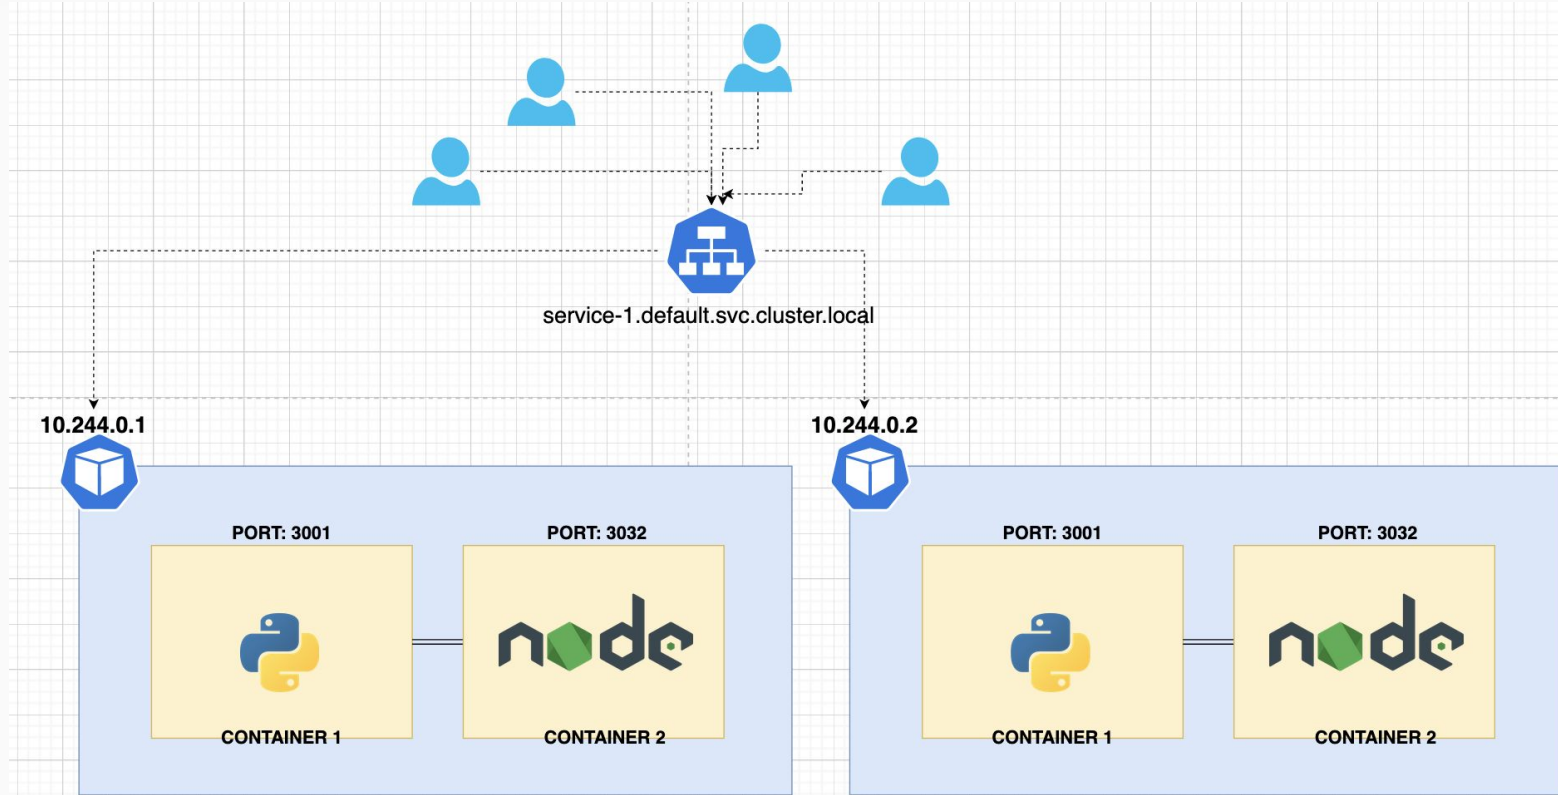 service-1.default.svc.cluster.local
10.244.0.1
10.244.0.2
PORT: 3001
PORT: 3032
PORT: 3001
PORT: 3032
node
node
CONTAINER 1
CONTAINER 2
CONTAINER 1
CONTAINER 2